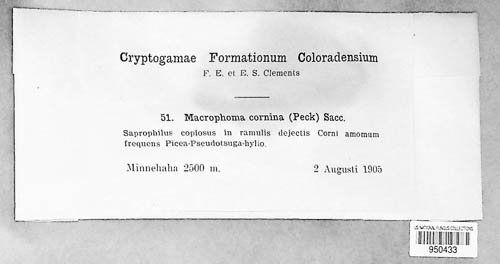 Cryptogamae Formationum Coloradensium
F. E. et E. S. Clements
51. Macrophoma cornina (Peck) Sacc.
Saprophilus copiosus in ramulis dejectis Corni amomum
frequens Picea-Pseudotsuga-hylio.
Minnehaha 2500 m. 2 Augusti 1905
US NATIONAL FUNGUS COLLECTIONS
950433